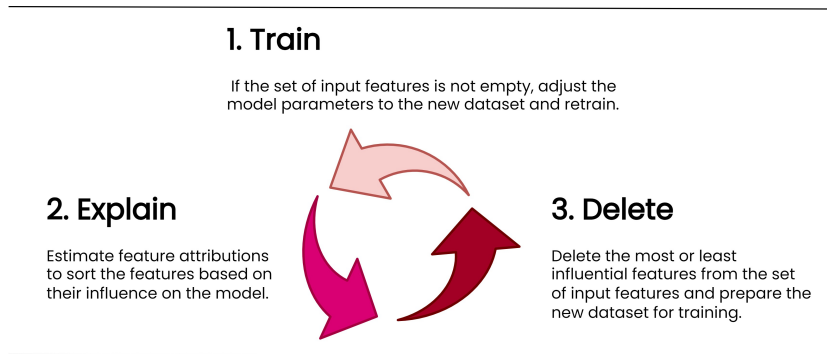 1. Train
If the set of input features is not empty, adjust the
model parameters to the new dataset and retrain.
2. Explain
Estimate feature attributions
to sort the features based on
their influence on the model.
3. Delete
Delete the most or least
influential features from the set
of input features and prepare the
new dataset for training.